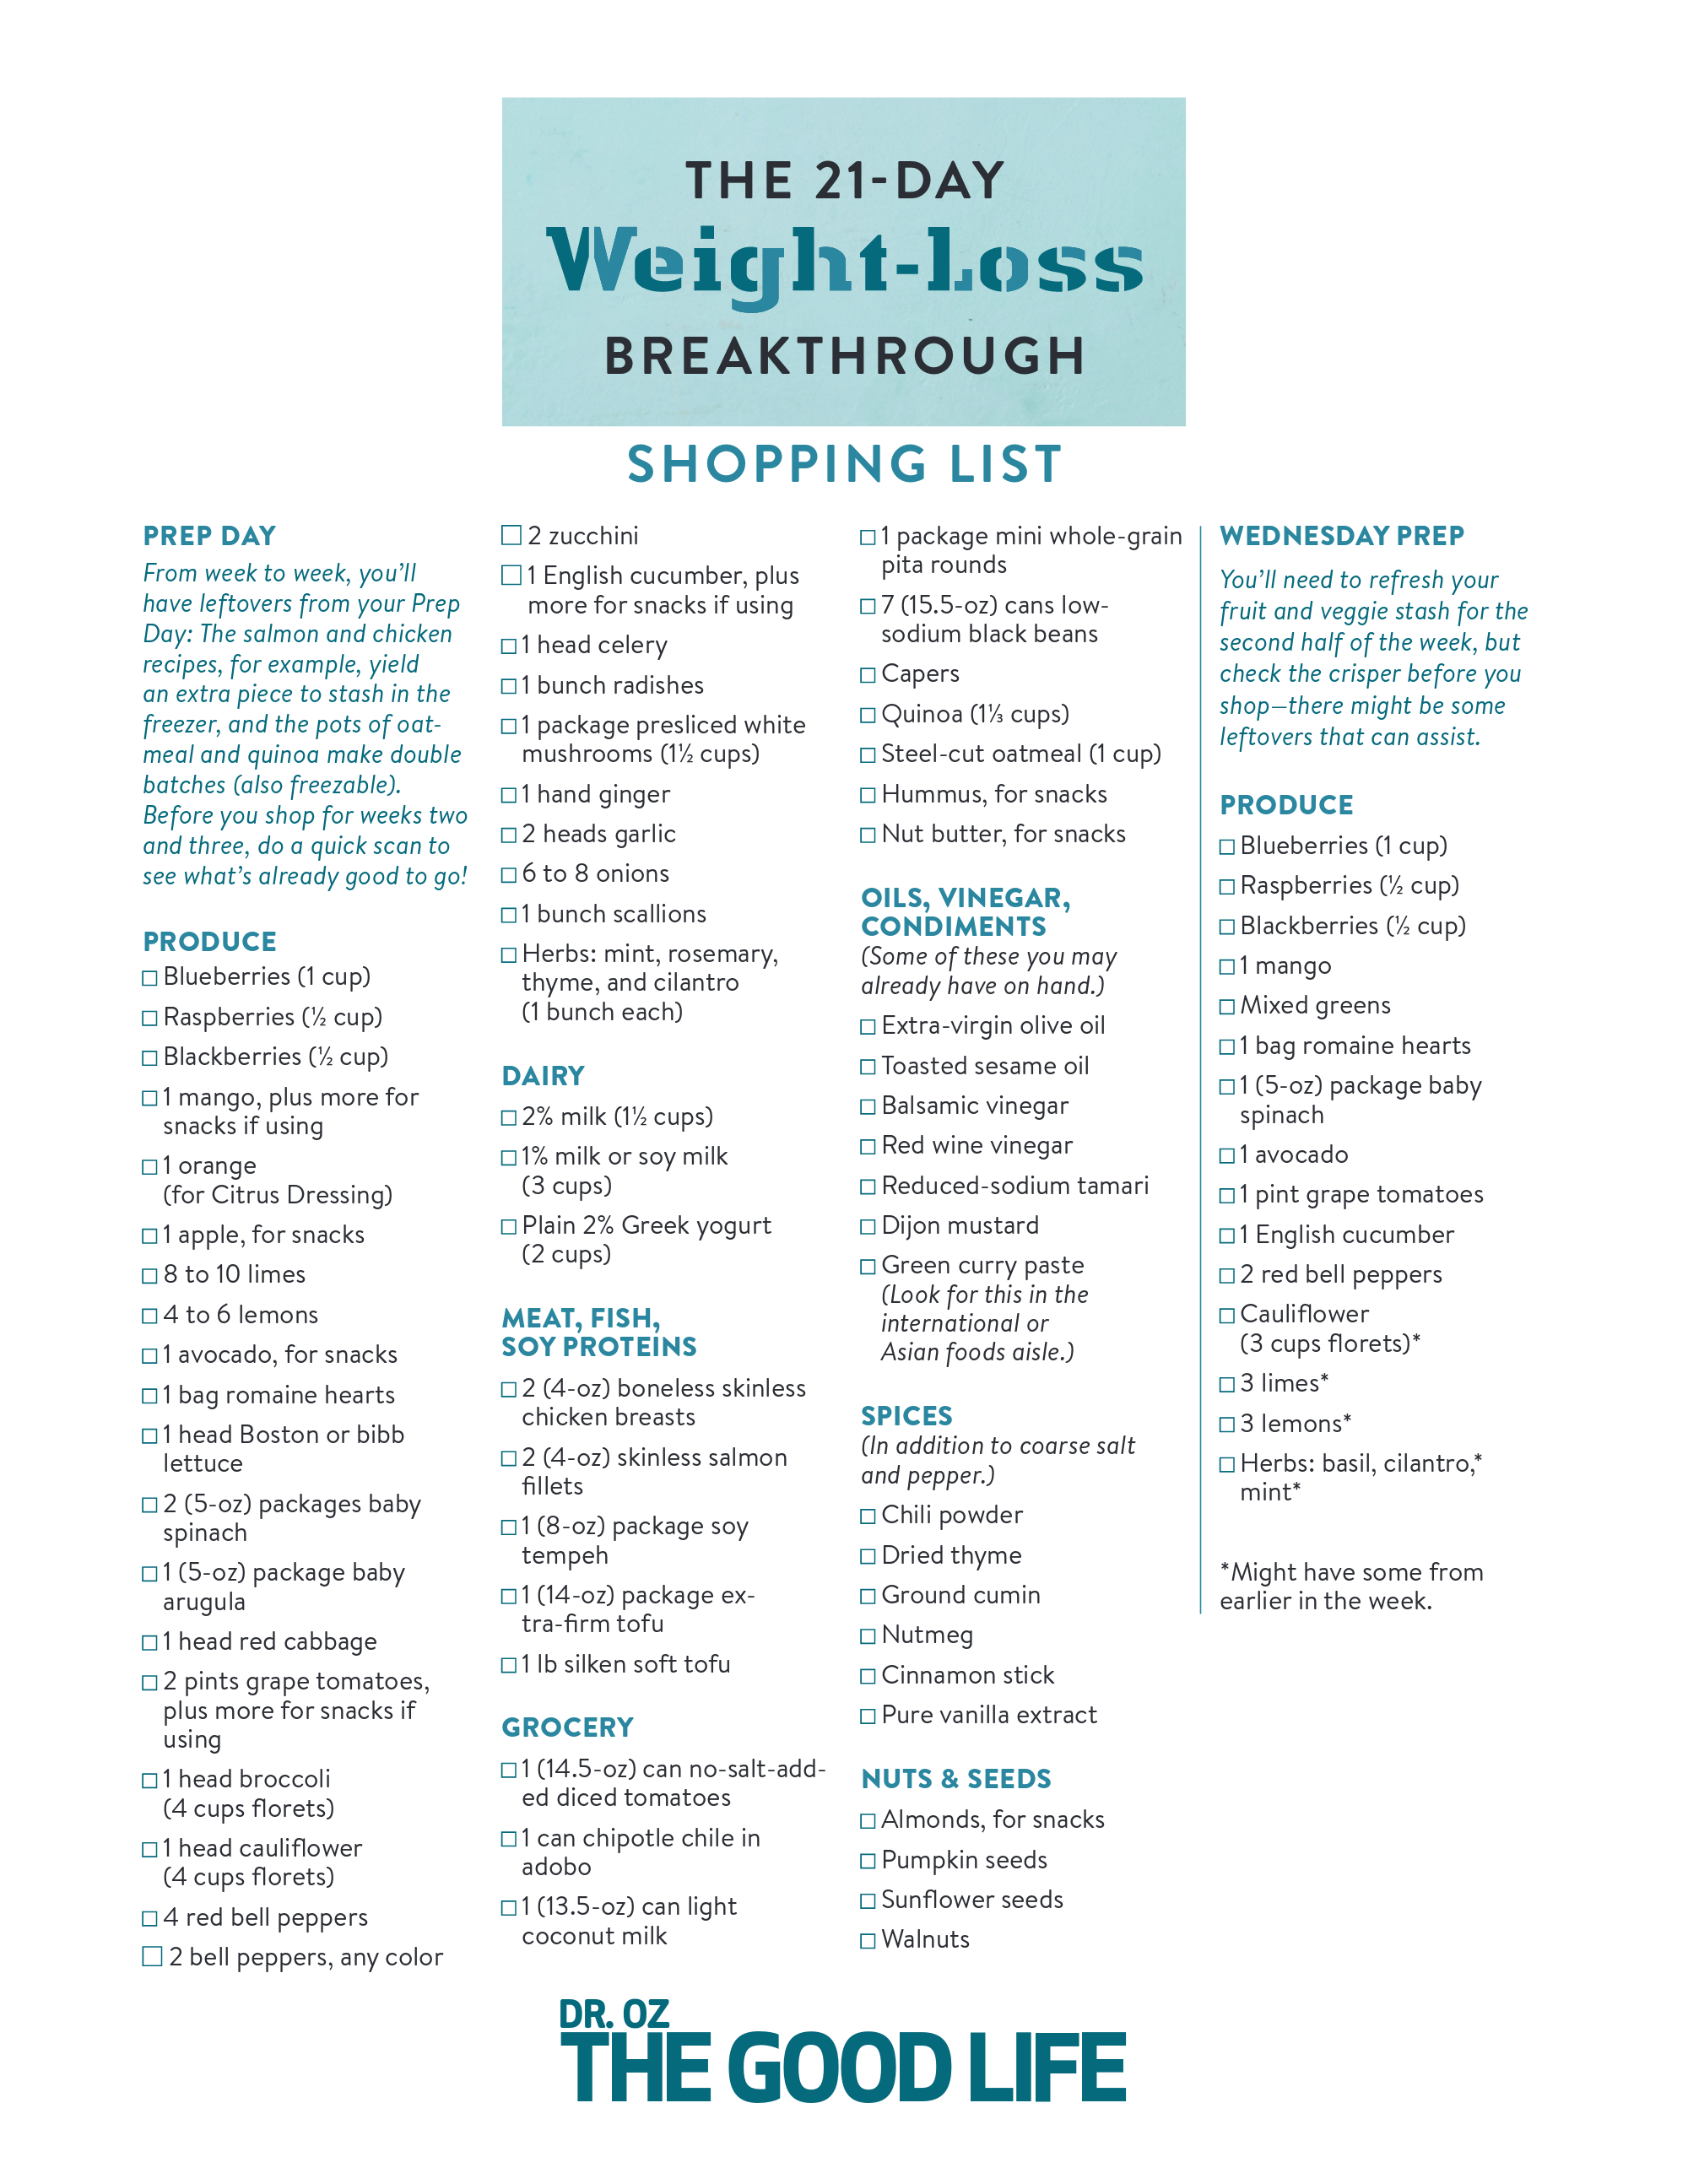 THE 21-DAY
Weight-Loss
BREAKTHROUGH
SHOPPING LIST
PREP DAY
From week to week, you’ll
have leftovers from your Prep
Day: The salmon and chicken
recipes, for example, yield
an extra piece to stash in the
freezer, and the pots of oat-
meal and quinoa make double
batches (also freezable).
Before you shop for weeks two
and three, do a quick scan to
see what’s already good to go!
PRODUCE
Blueberries (1 cup)
Raspberries (½ cup)
Blackberries (½ cup)
1 mango, plus more for
snacks if using
1 orange
(for Citrus Dressing)
1 apple, for snacks
8 to 10 limes
4 to 6 lemons
1 avocado, for snacks
1 bag romaine hearts
1 head Boston or bibb
lettuce
2 (5-oz) packages baby
spinach
1 (5-oz) package baby
arugula
1 head red cabbage
2 pints grape tomatoes,
plus more for snacks if
using
1 head broccoli
(4 cups florets)
1 head cauliflower
(4 cups florets)
4 red bell peppers
2 bell peppers, any color
2 zucchini
1 English cucumber, plus
more for snacks if using
1 head celery
1 bunch radishes
1 package presliced white
mushrooms (1½ cups)
1 hand ginger
2 heads garlic
6 to 8 onions
1 bunch scallions
Herbs: mint, rosemary,
thyme, and cilantro
(1 bunch each)
DAIRY
2% milk (1½ cups)
1% milk or soy milk
(3 cups)
Plain 2% Greek yogurt
(2 cups)
MEAT, FISH,
SOY PROTEINS
2 (4-oz) boneless skinless
chicken breasts
2 (4-oz) skinless salmon
fillets
1 (8-oz) package soy
tempeh
1 (14-oz) package ex-
tra-firm tofu
1 lb silken soft tofu
GROCERY
1 (14.5-oz) can no-salt-add-
ed diced tomatoes
1 can chipotle chile in
adobo
1 (13.5-oz) can light
coconut milk
1 package mini whole-grain
pita rounds
7 (15.5-oz) cans low-
sodium black beans
Capers
Quinoa (1⅓ cups)
Steel-cut oatmeal (1 cup)
Hummus, for snacks
Nut butter, for snacks
OILS, VINEGAR,
CONDIMENTS
(Some of these you may
already have on hand.)
Extra-virgin olive oil
Toasted sesame oil
Balsamic vinegar
Red wine vinegar
Reduced-sodium tamari
Dijon mustard
Green curry paste
(Look for this in the
international or
Asian foods aisle.)
SPICES
(In addition to coarse salt
and pepper.)
Chili powder
Dried thyme
Ground cumin
Nutmeg
Cinnamon stick
Pure vanilla extract
NUTS & SEEDS
Almonds, for snacks
Pumpkin seeds
Sunflower seeds
Walnuts
WEDNESDAY PREP
You’ll need to refresh your
fruit and veggie stash for the
second half of the week, but
check the crisper before you
shop—there might be some
leftovers that can assist.
PRODUCE
Blueberries (1 cup)
Raspberries (½ cup)
Blackberries (½ cup)
1 mango
Mixed greens
1 bag romaine hearts
1 (5-oz) package baby
spinach
1 avocado
1 pint grape tomatoes
1 English cucumber
2 red bell peppers
Cauliflower
(3 cups florets)*
3 limes*
3 lemons*
Herbs: basil, cilantro,*
mint*
*Might have some from
earlier in the week.
DR. OZ
THE GOOD LIFE